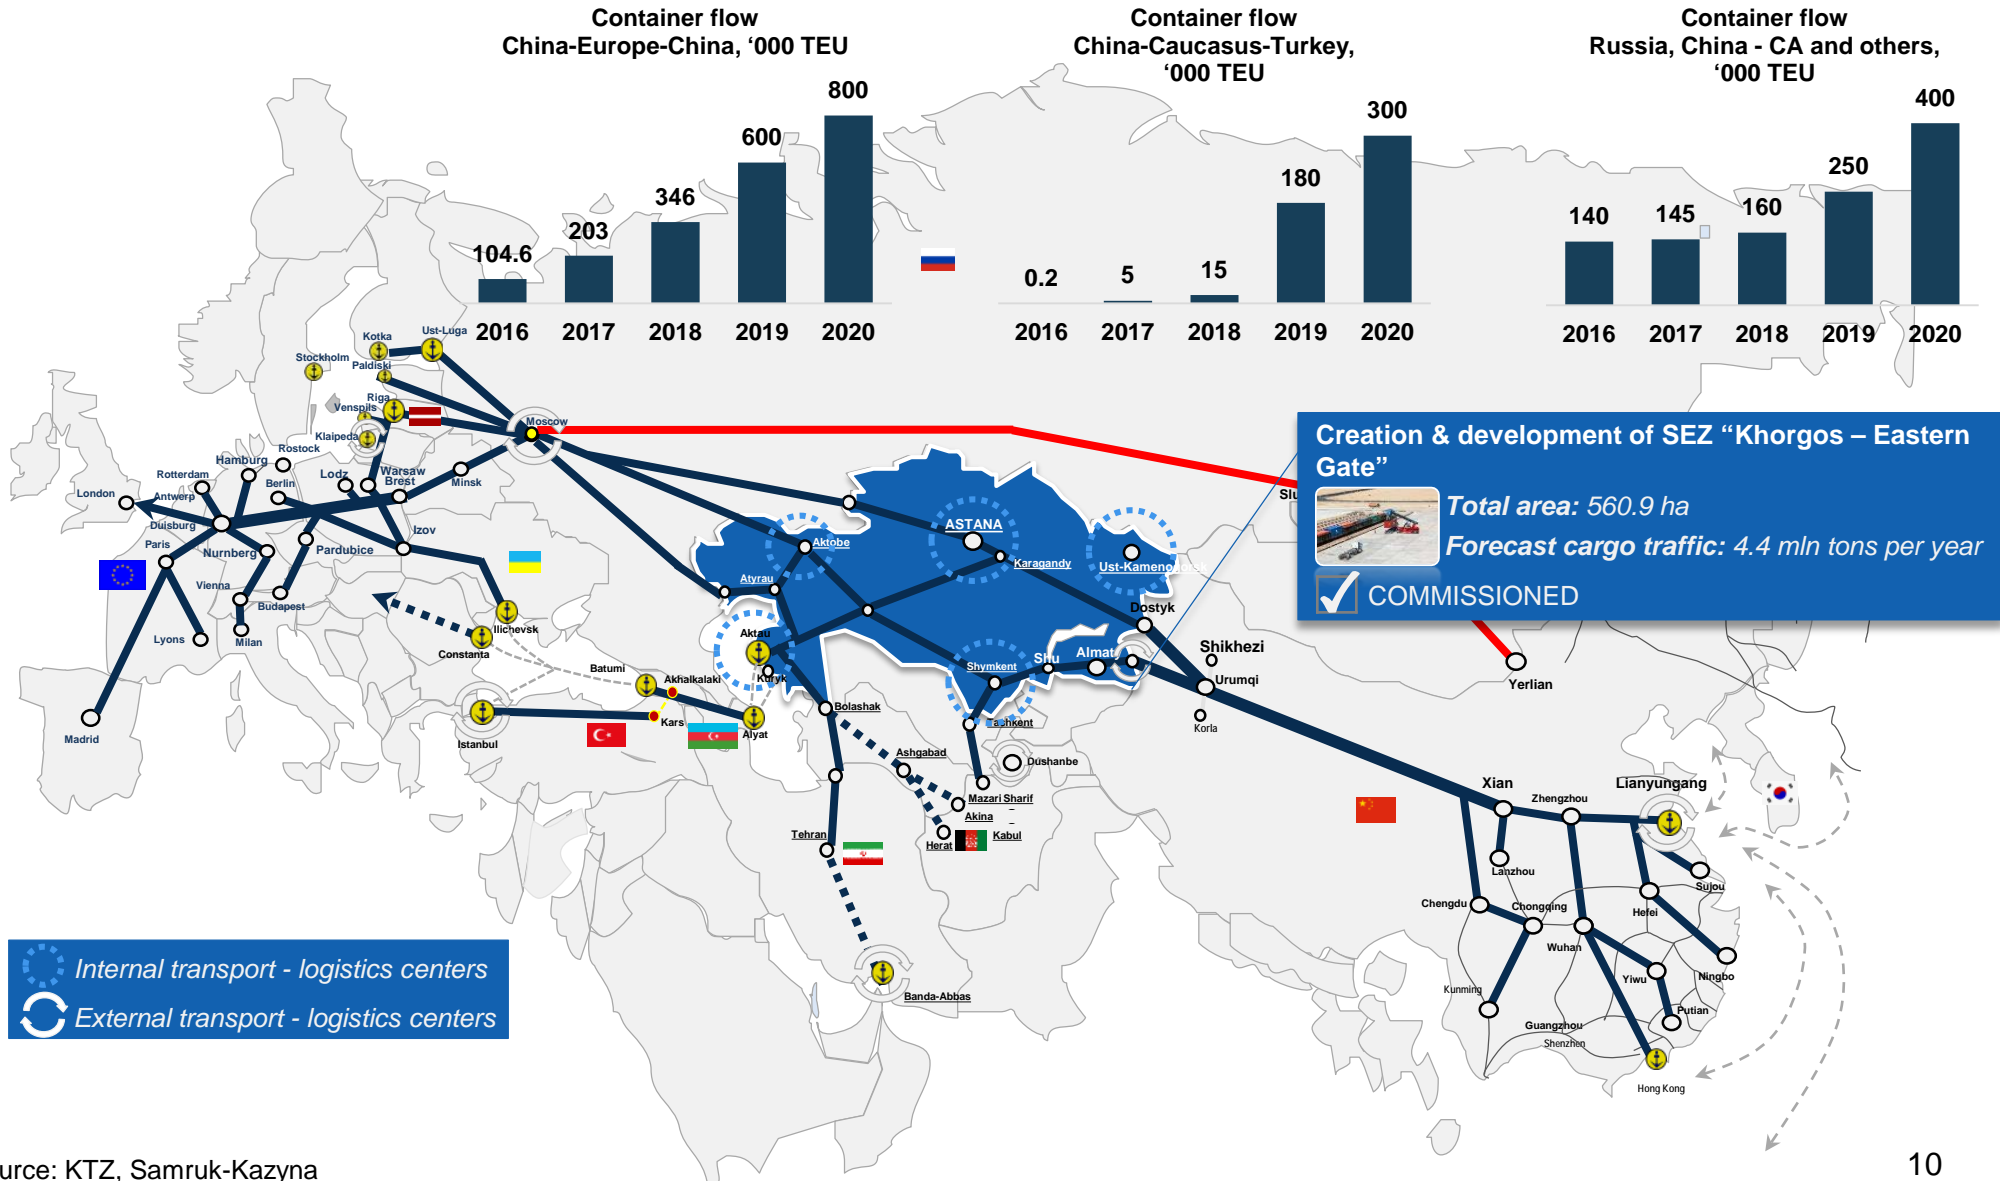 Container flow
China-Europe-China, ‘000 TEU
Container flow
China-Caucasus-Turkey,
‘000 TEU
Container flow
Russia, China - CA and others,
‘000 TEU
104.6
203
346
600
800
2016
2017
2018
2019
2020
0.2
5
15
180
300
2016
2017
2018
2019
2020
140
145
160
250
400
2016
2017
2018
2019
2020
Creation & development of SEZ “Khorgos – Eastern
Gate”
Total area: 560.9 ha
Forecast cargo traffic: 4.4 mln tons per year
COMMISSIONED
Kotka
Ust-Luga
Stockholm
Paldiski
Riga
Venspils
Klaipeda
Moscow
Rostock
Hamburg
Rotterdam
Berlin
Lodz
Warsaw
Brest
Minsk
London
Antwerp
Duisburg
Izov
Paris
Nurnberg
Pardubice
Vienna
Budapest
Lyons
Milan
Ilichevsk
Constanta
Madrid
Istanbul
Batumi
Akhalkalaki
Kars
Alyat
ASTANA
Aktobe
Karagandy
Ust-Kamenogorsk
Atyrau
Dostyk
Aktau
Kuryk
Shymkent
Shu
Almat
Shikhezi
Urumqi
Korla
Bolashak
Tachkent
Ashgabad
Dushanbe
Mazari Sharif
Akina
Herat
Kabul
Tehran
Banda-Abbas
Slu
Yerlian
Xian
Zhengzhou
Lianyungang
Lanzhou
Sujou
Chengdu
Chongqing
Hefei
Wuhan
Yiwu
Ningbo
Kunming
Putian
Guangzhou
Shenzhen
Hong Kong
Internal transport - logistics centers
External transport - logistics centers
urce: KTZ, Samruk-Kazyna
10